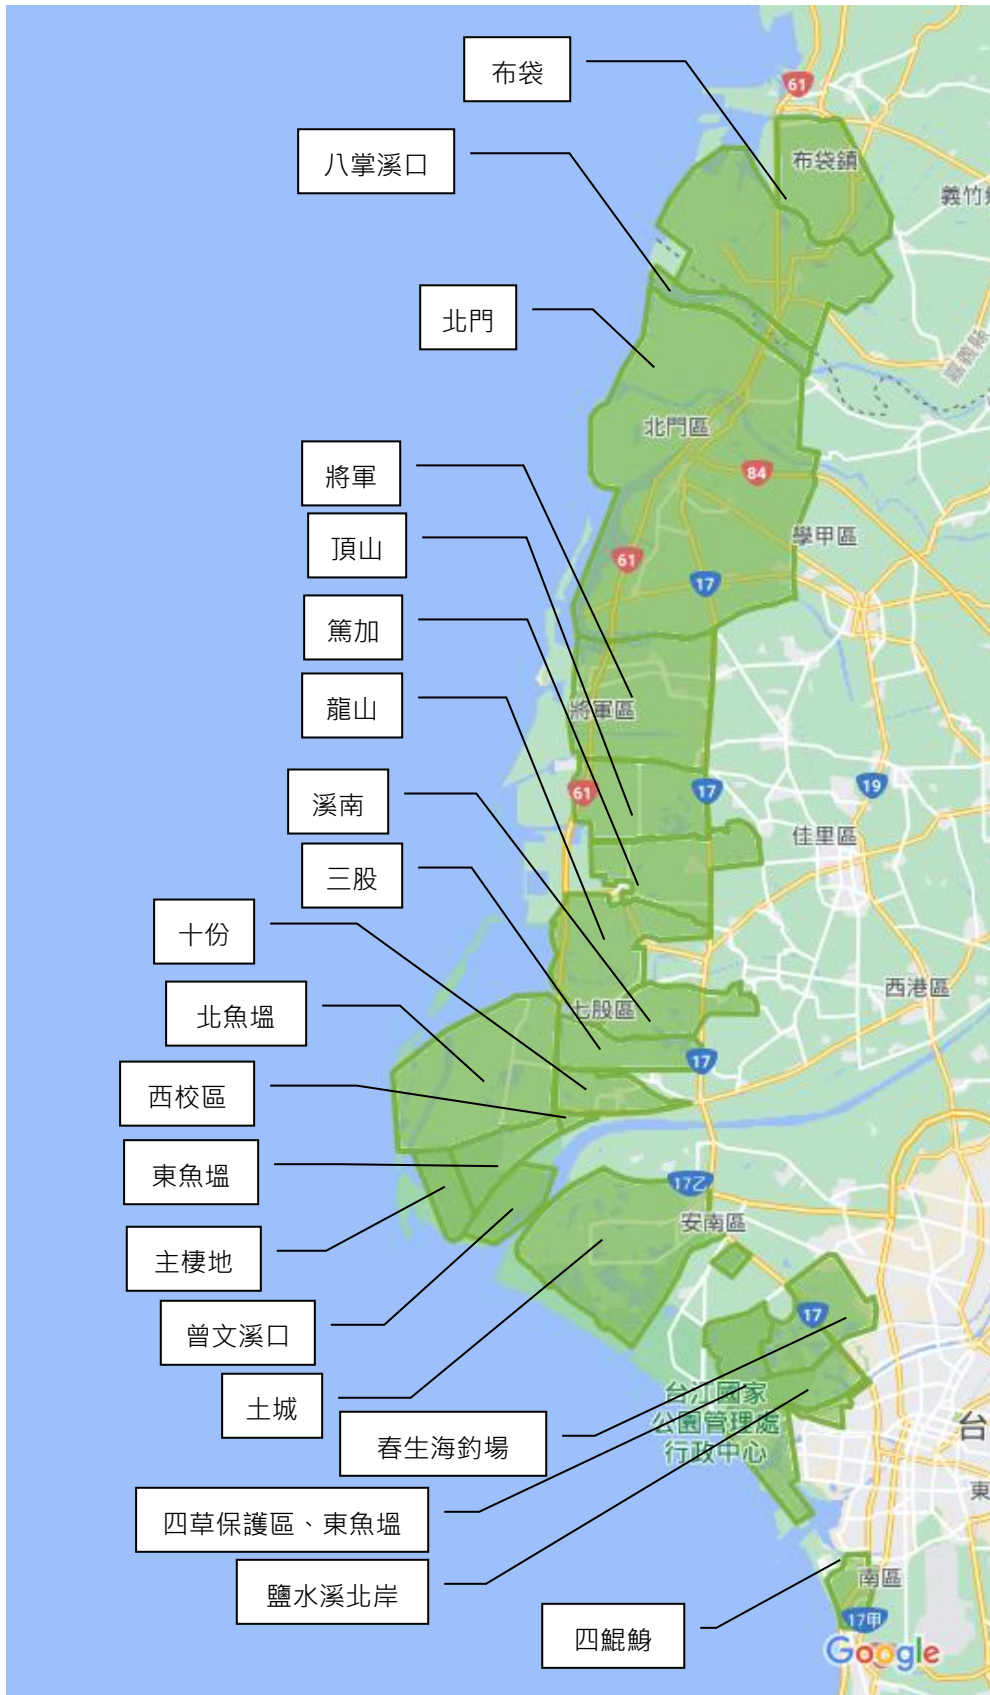 布袋
61
八掌溪口
布袋鎮
義竹
北門
嘉義縣
北門區
將軍
84
頂山
學甲區
61
17
篤加
龍山
將軍區
溪南
61
17
19
佳里區
三股
十份
西港區
北魚塭
七股區
17
西校區
東魚塭
17乙
安南區
主棲地
曾文溪口
17
土城
台江國家
公園管理處
行政中心
台
春生海釣場
東
四草保護區、東魚塭
鹽水溪北岸
南區
四鯤鯓
17甲
Google